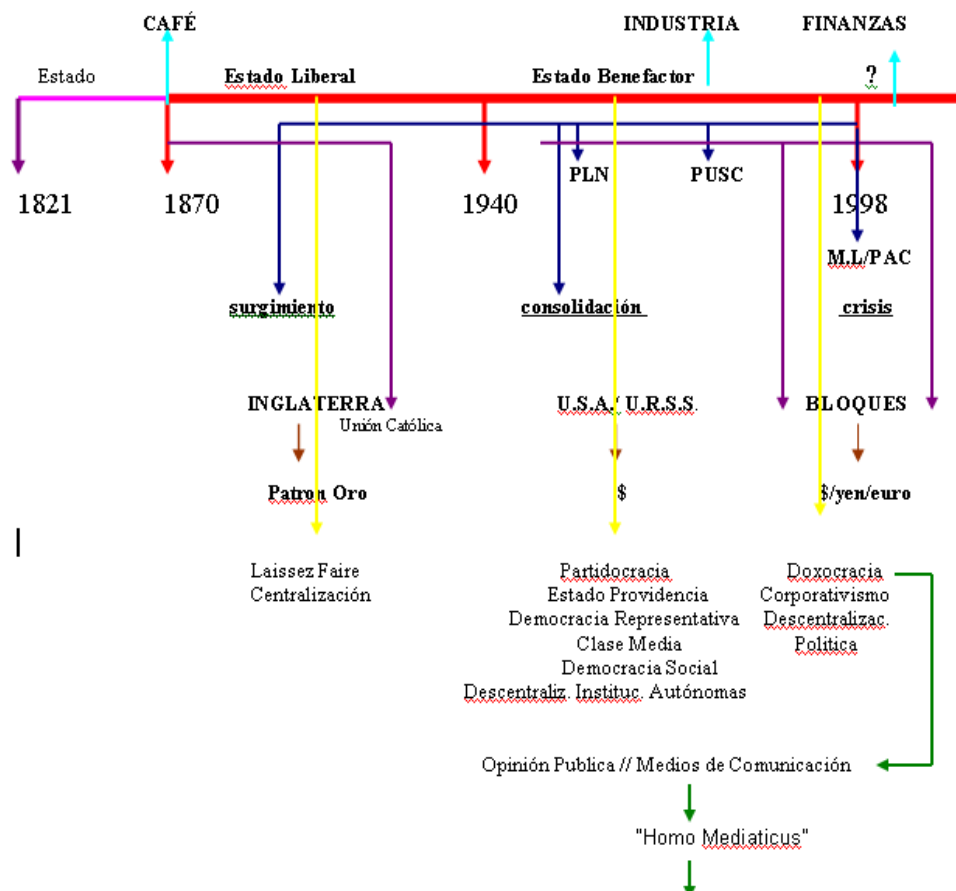 CAFÉ INDUSTRIA FINANZAS
Estado Estado Liberal Estado Benefactor ?
PLN PUSC
1821 1870 1940 1998
M.L/PAC
surgimiento consolidación crisis
INGLATERRA U.S.A./ U.R.S.S. BLOQUES
Unión Católica
Patron Oro $ $/yen/euro
Laissez Faire Partidocracia Doxocracia
Centralización Estado Providencia Corporativismo
Democracia Representativa Descentralizac.
Clase Media Política
Democracia Social
Descentraliz. Instituc. Autónomas
Opinión Publica // Medios de Comunicación
"Homo Mediaticus"